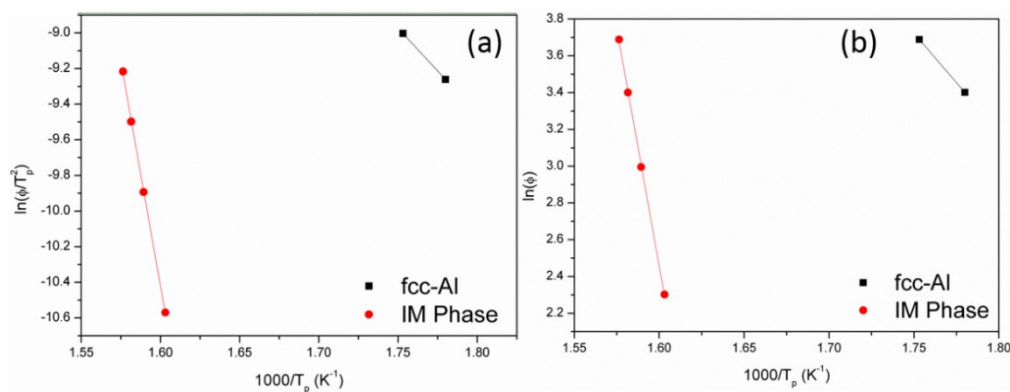 (a)
ln(ϕ/T_p^2)
-9.0
-9.2
-9.4
-9.6
-9.8
-10.0
-10.2
-10.4
-10.6
fcc-Al
IM Phase
1.55 1.60 1.65 1.70 1.75 1.80
1000/T_p (K^-1)
(b)
ln(ϕ)
3.8
3.6
3.4
3.2
3.0
2.8
2.6
2.4
2.2
fcc-Al
IM Phase
1.55 1.60 1.65 1.70 1.75 1.80
1000/T_p (K^-1)